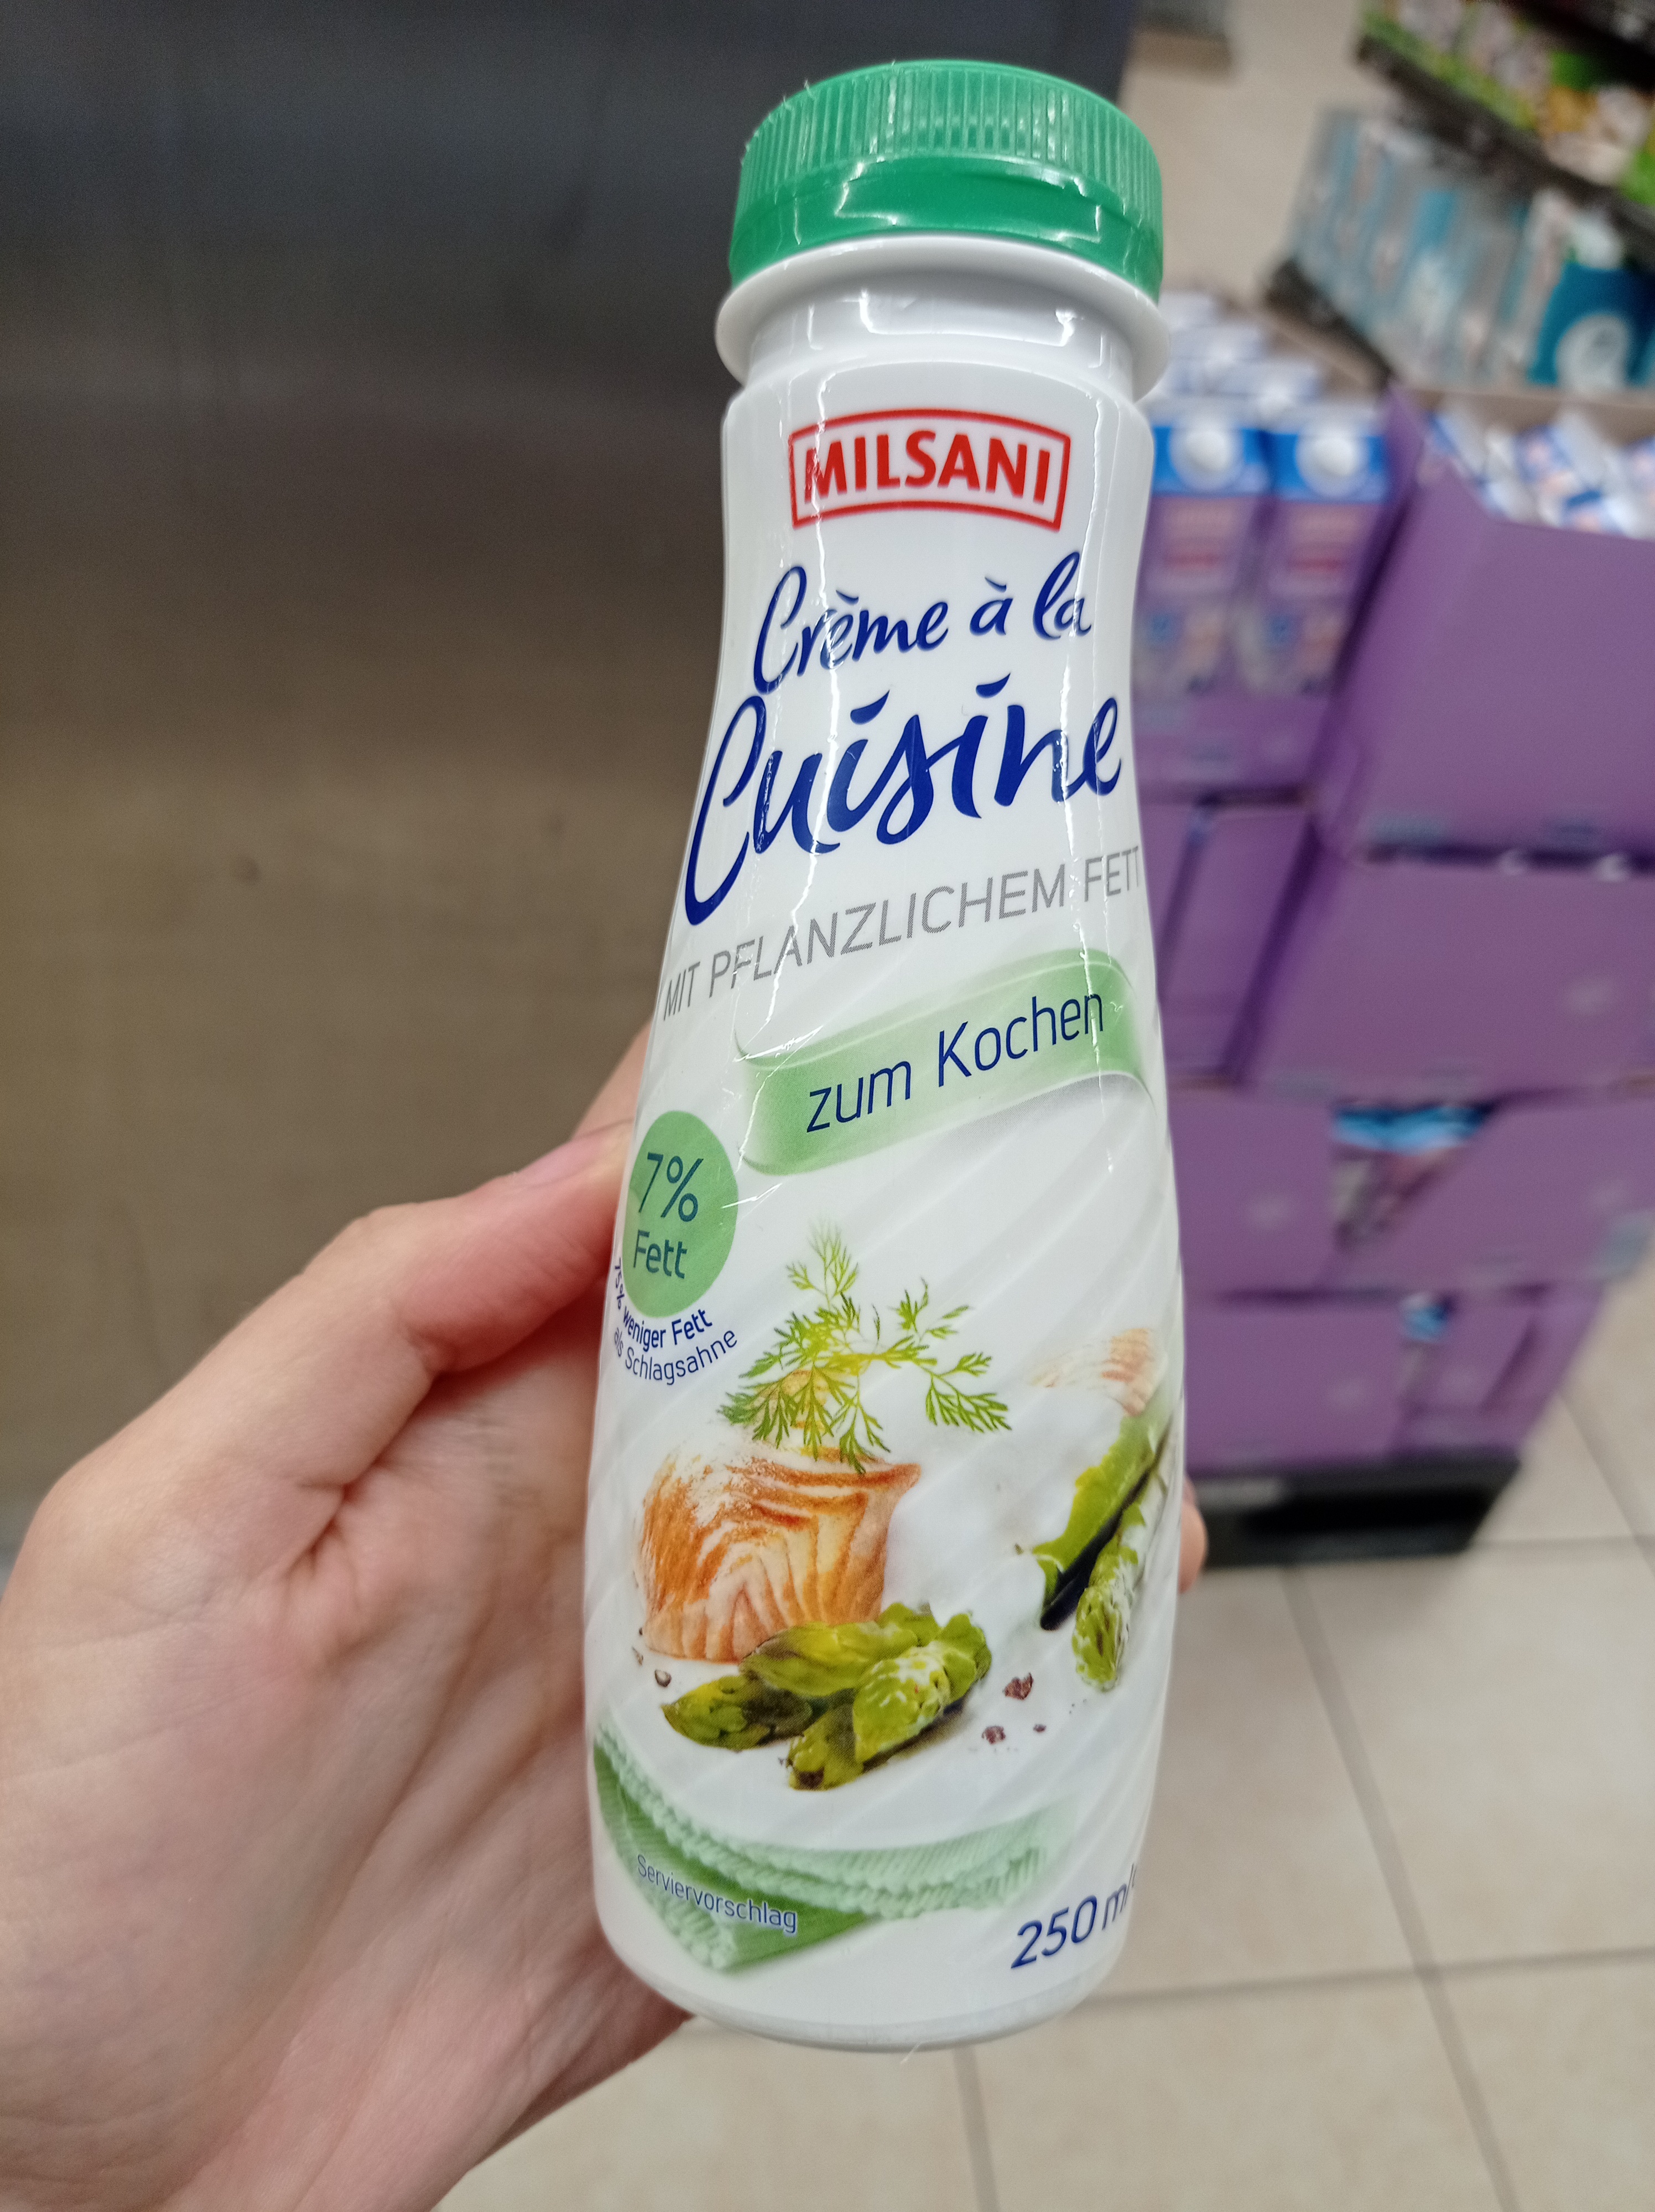 MILSANI
Crème à la
Cuisine
MIT PFLANZLICHEM FETT
zum Kochen
7%
Fett
75% weniger Fett
als Schlagsahne
Serviervorschlag
250 ml